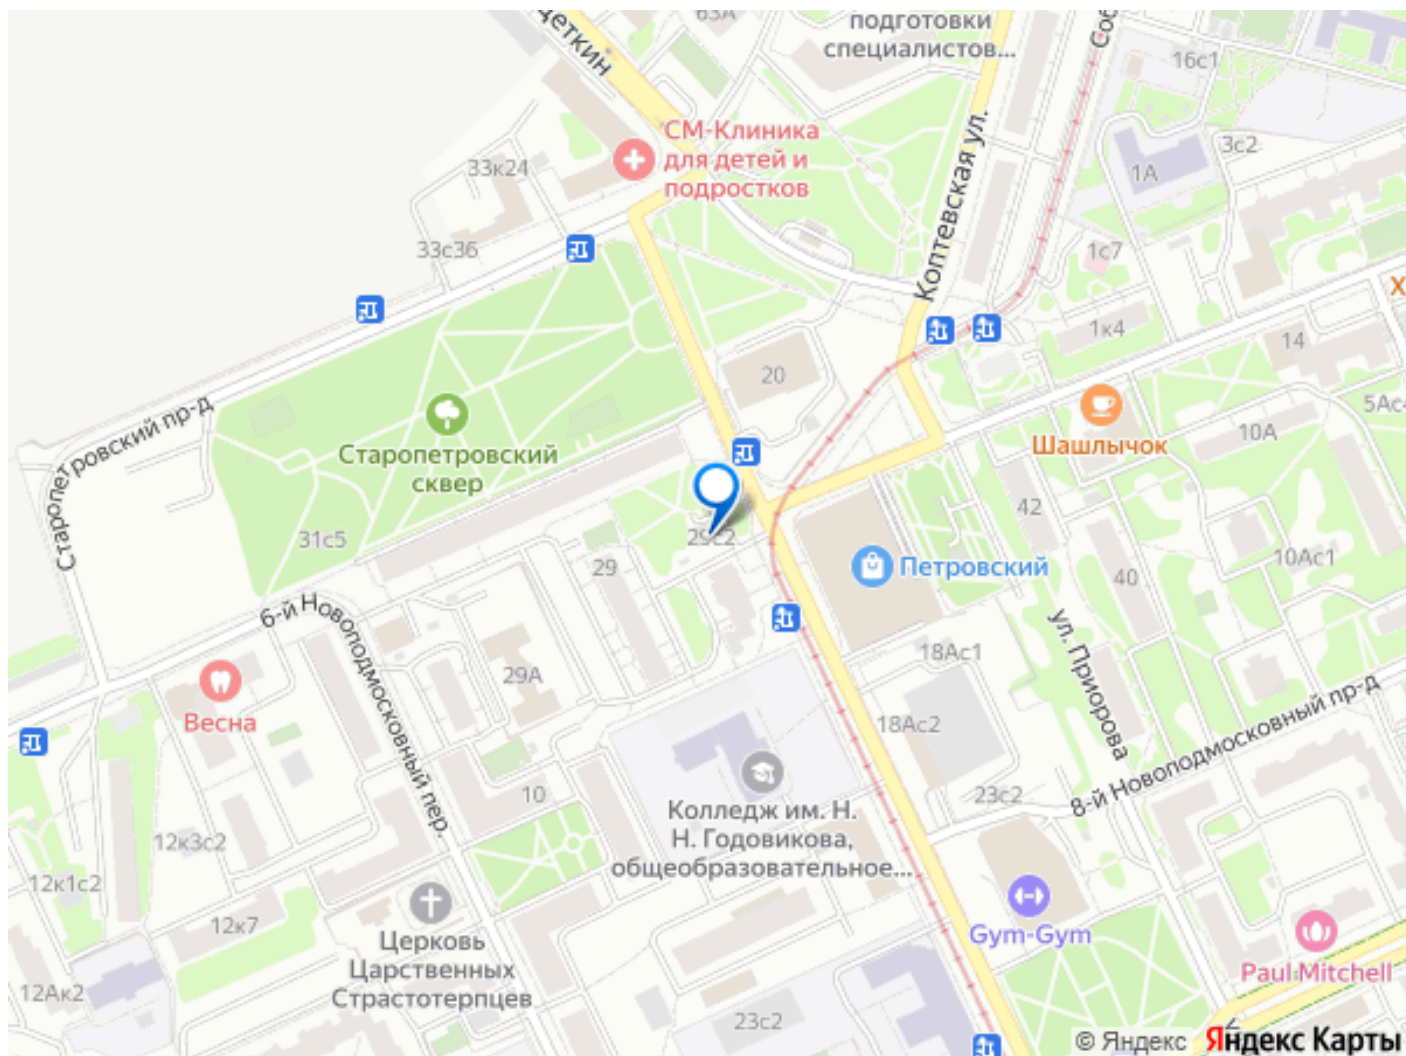 63А
подготовки
специалистов...
16с1
СМ-Клиника
для детей и
подростков
Коптевская ул.
3с2
1А
33к24
33с36
1с7
1к4
14
20
Старопетровский пр-д
Старопетровский
сквер
Шашлычок
10А
42
31с5
29
Петровский
10Ас1
40
6-й Новоподмосковный пер.
ул. Приорова
18Ас1
29А
Весна
18Ас2
8-й Новоподмосковный пр-д
23с2
10
Колледж им. Н.
Н. Годовикова,
общеобразовательное...
12к3с2
12к1с2
12к7
Церковь
Царственных
Страстотерпцев
Gym-Gym
Paul Mitchell
12Ак2
23с2
© Яндекс Яндекс Карты